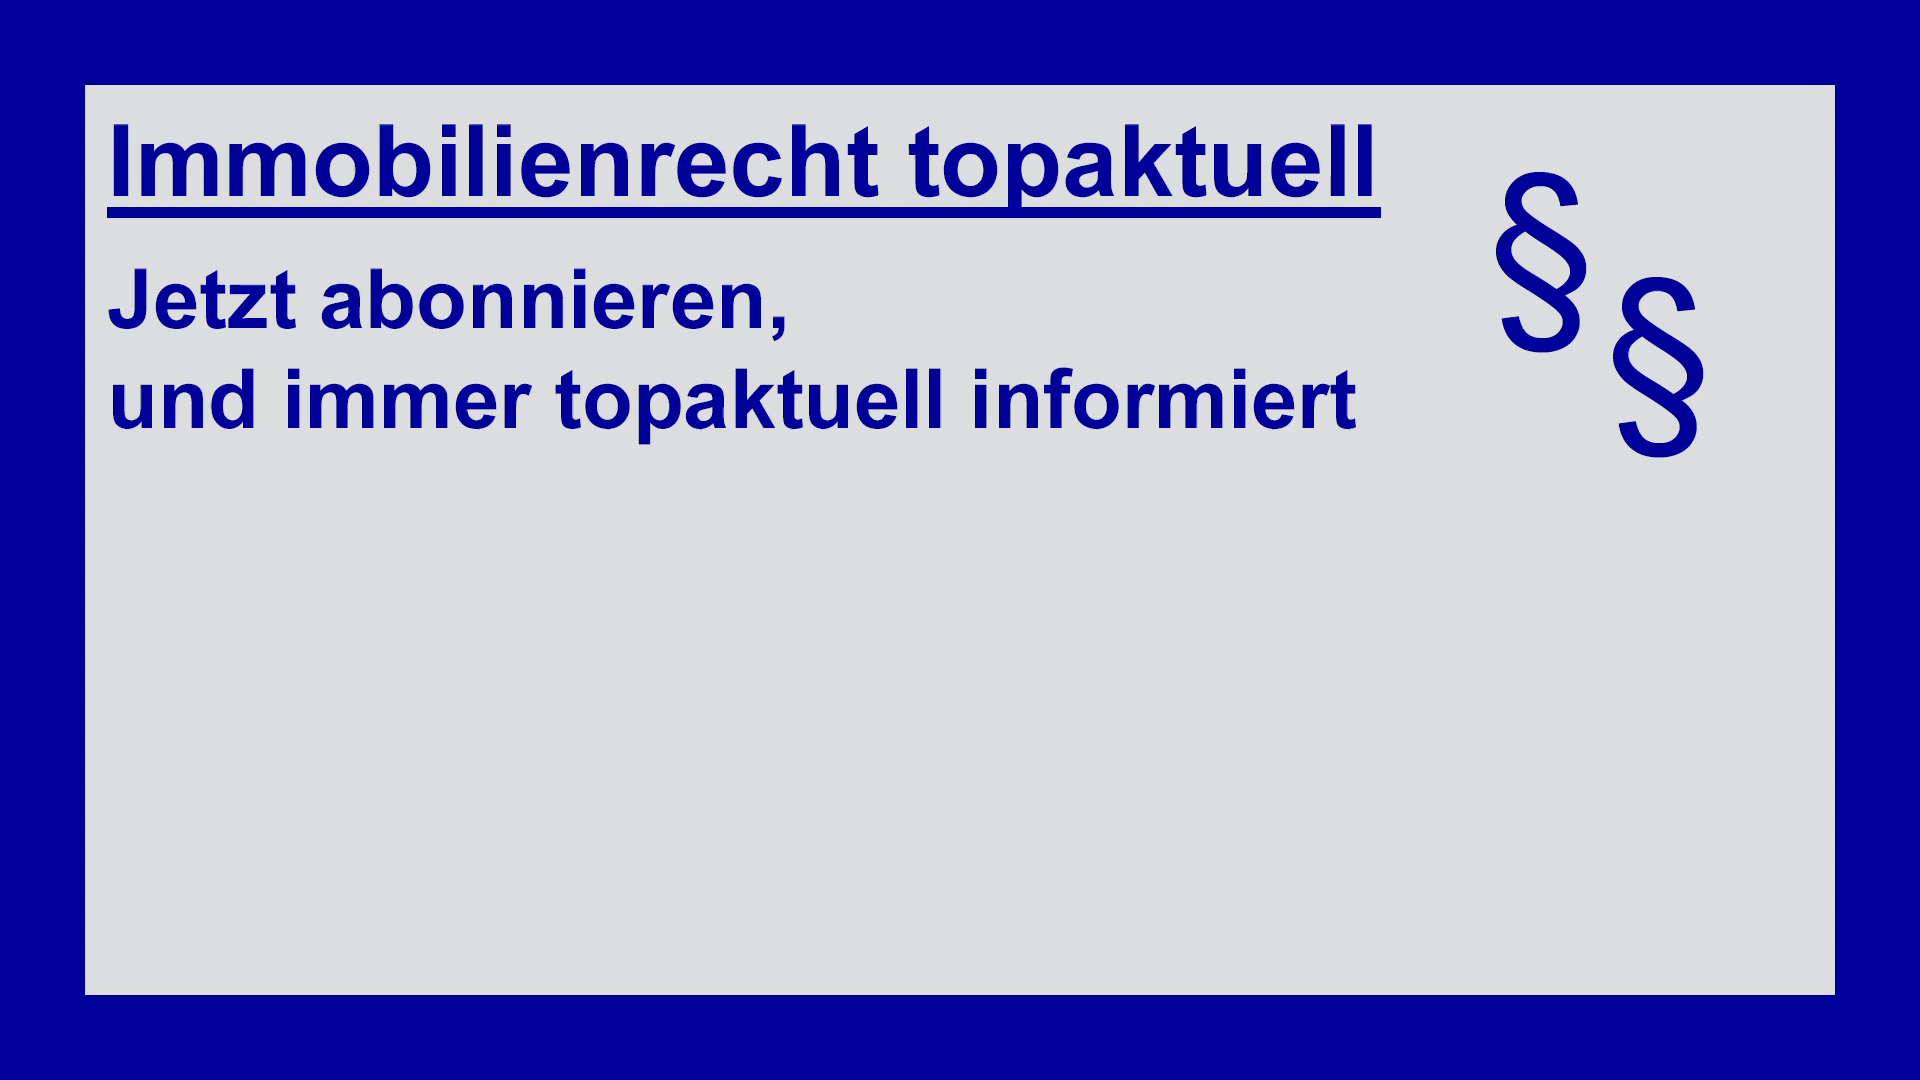 Immobilienrecht topaktuell
Jetzt abonnieren,
und immer topaktuell informiert
§
§